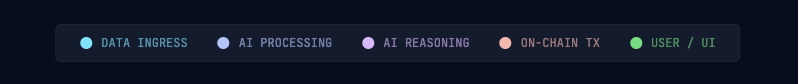 DATA INGRESS AI PROCESSING AI REASONING ON-CHAIN TX USER / UI